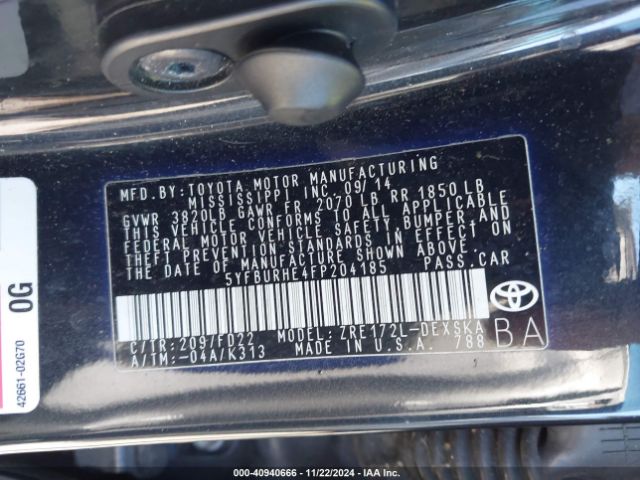 MFD.BY: TOYOTA MOTOR MANUFACTURING
MISSISSIPPI INC. 09/14
GVWR 3820LB GAWR FR 2070 LB RR 1850 LB
THIS VEHICLE CONFORMS TO ALL APPLICABLE
FEDERAL MOTOR VEHICLE SAFETY, BUMPER, AND
THEFT PREVENTION STANDARDS IN EFFECT ON
THE DATE OF MANUFACTURE SHOWN ABOVE.
5YFBURHE4FP204185 PASS.CAR
C/TR: 209/FD22 MODEL: ZRE172L-DEXSKA
A/TM: -04A/K313 MADE IN U.S.A. 788
BA
0G
42661-02G70
000-40940666 - 11/22/2024 - IAA Inc.